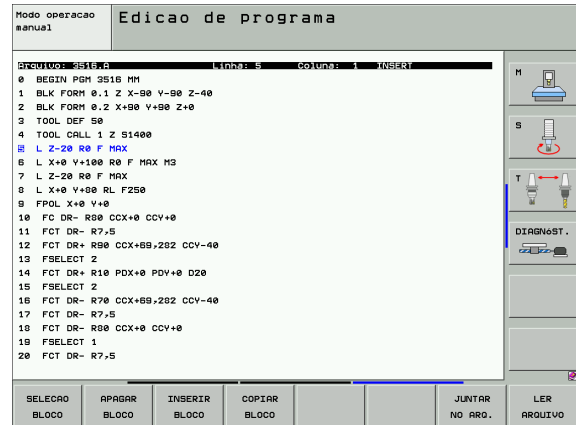 Modo operacao
manual
Edicao de programa
Arquivo: 3516.A Linha: 5 Coluna: 1 INSERT
0 BEGIN PGM 3516 MM
1 BLK FORM 0.1 Z X-90 Y-90 Z-40
2 BLK FORM 0.2 X+90 Y+90 Z+0
3 TOOL DEF 50
4 TOOL CALL 1 Z S1400
5 L Z-20 R0 F MAX
6 L X+0 Y+100 R0 F MAX M3
7 L Z-20 R0 F MAX
8 L X+0 Y+80 RL F250
9 FPOL X+0 Y+0
10 FC DR- R80 CCX+0 CCY+0
11 FCT DR- R7,5
12 FCT DR+ R90 CCX+69,282 CCY-40
13 FSELECT 2
14 FCT DR+ R10 PDX+0 PDY+0 D20
15 FSELECT 2
16 FCT DR- R70 CCX+69,282 CCY-40
17 FCT DR- R7,5
18 FCT DR- R80 CCX+0 CCY+0
19 FSELECT 1
20 FCT DR- R7,5
M
S
T
DIAGNóST.
SELECAO
BLOCO
APAGAR
BLOCO
INSERIR
BLOCO
COPIAR
BLOCO
JUNTAR
NO ARQ.
LER
ARQUIVO